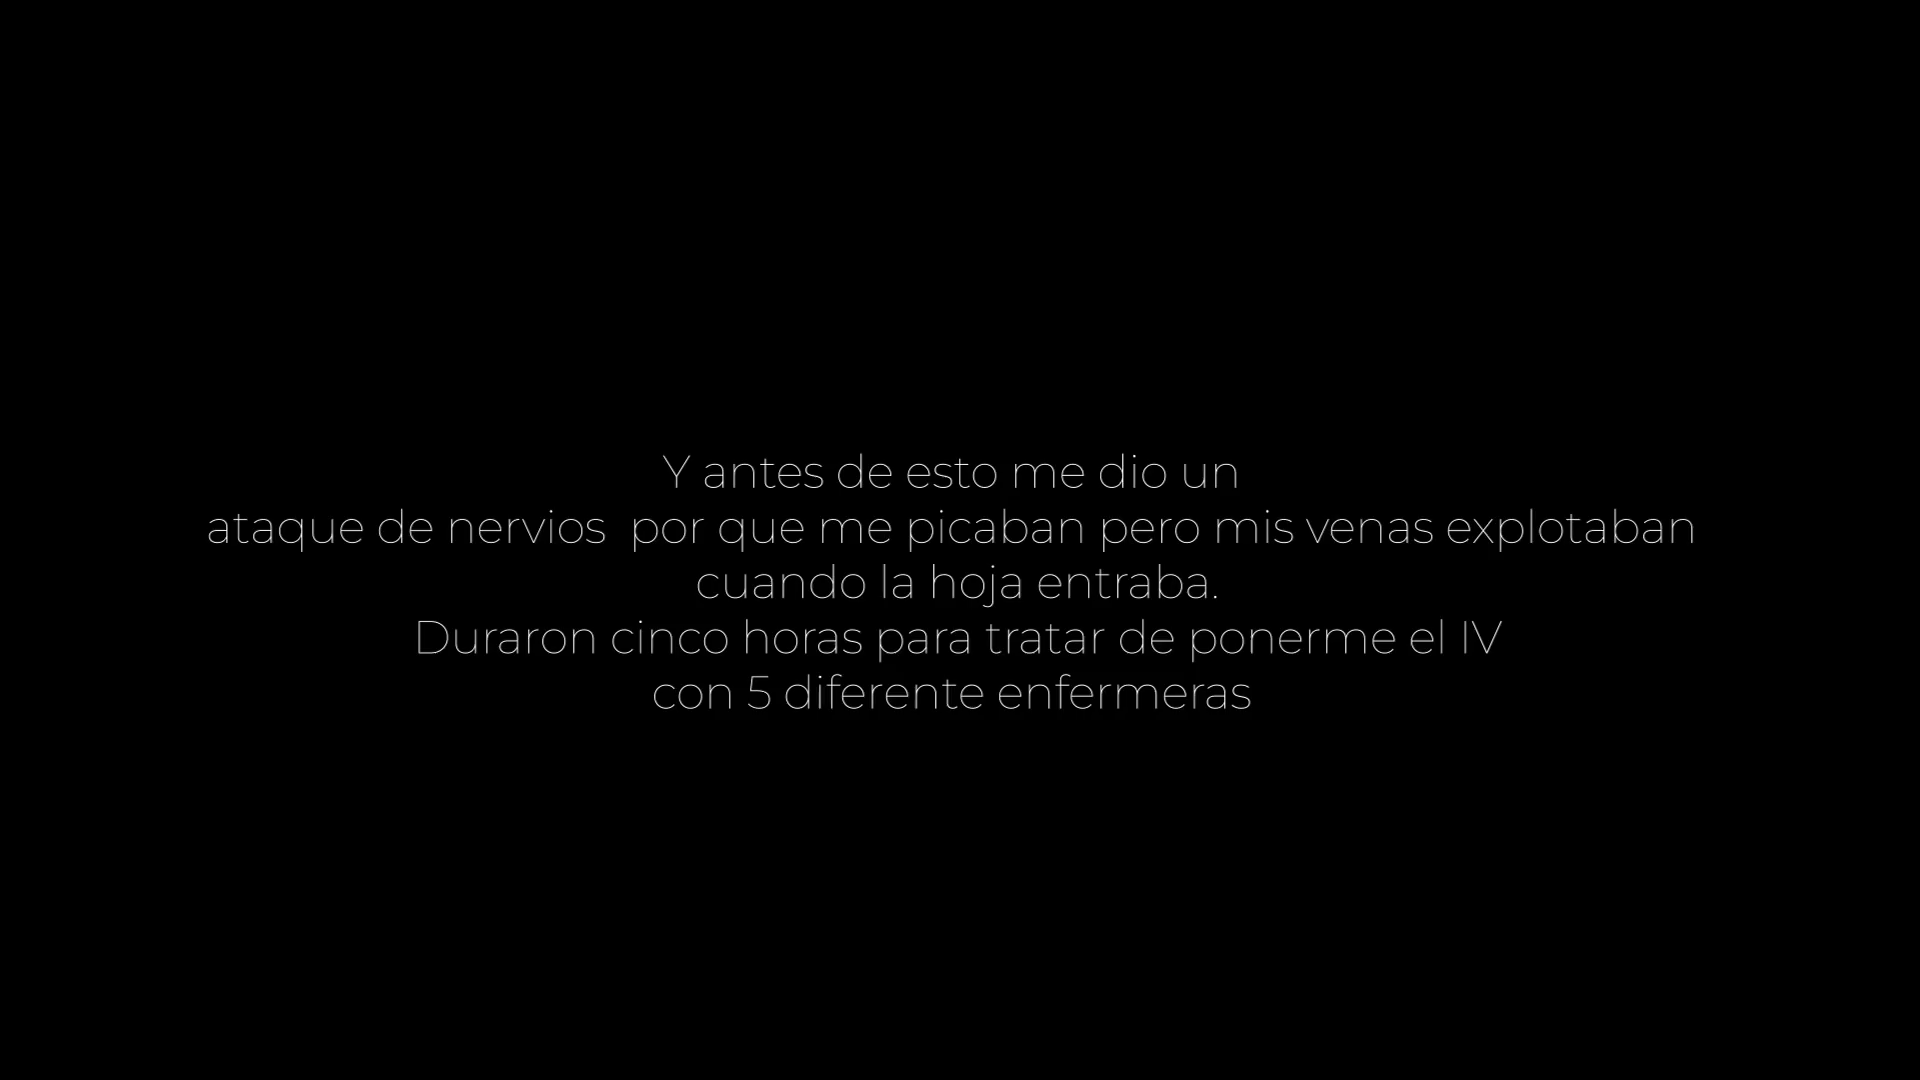 Y antes de esto me dio un
ataque de nervios  por que me picaban pero mis venas explotaban
cuando la hoja entraba.
Duraron cinco horas para tratar de ponerme el IV
con 5 diferente enfermeras